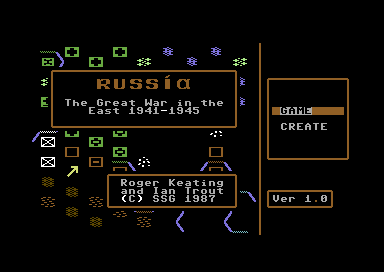 RUSSIA
The Great War in the
East 1941-1945
GAME
CREATE
Roger Keating
and Ian Trout
(C) SSG 1987
Ver 1.0